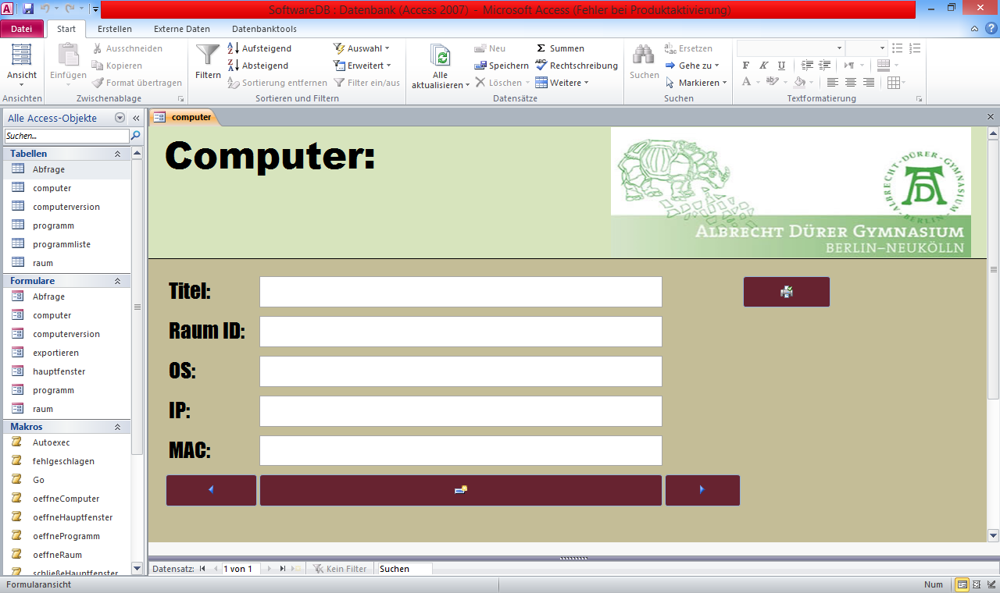 SoftwareDB : Datenbank (Access 2007) - Microsoft Access (Fehler bei Produktaktivierung)
Datei Start Erstellen Externe Daten Datenbanktools
Ansicht
Ansichten
Einfügen
Ausschneiden
Kopieren
Format übertragen
Zwischenablage
Filtern
Aufsteigend
Absteigend
Sortierung entfernen
Auswahl
Erweitert
Filter ein/aus
Sortieren und Filtern
Alle
aktualisieren
Neu
Speichern
Löschen
Summen
Rechtschreibung
Weitere
Datensätze
Suchen
Ersetzen
Gehe zu
Markieren
Suchen
F K U
A
Textformatierung
Alle Access-Objekte
Suchen...
Tabellen
Abfrage
computer
computerversion
programm
programmliste
raum
Formulare
Abfrage
computer
computerversion
exportieren
hauptfenster
programm
raum
Makros
Autoexec
fehlgeschlagen
Go
oeffneComputer
oeffneHauptfenster
oeffneProgramm
oeffneRaum
schließeHauptfenster
computer
Computer:
ALBRECHT-DÜRER-GYMNASIUM
BERLIN
ALBRECHT DÜRER GYMNASIUM
BERLIN–NEUKÖLLN
Titel:
Raum ID:
OS:
IP:
MAC:
Datensatz: 1 von 1 Kein Filter Suchen
Formularansicht Num